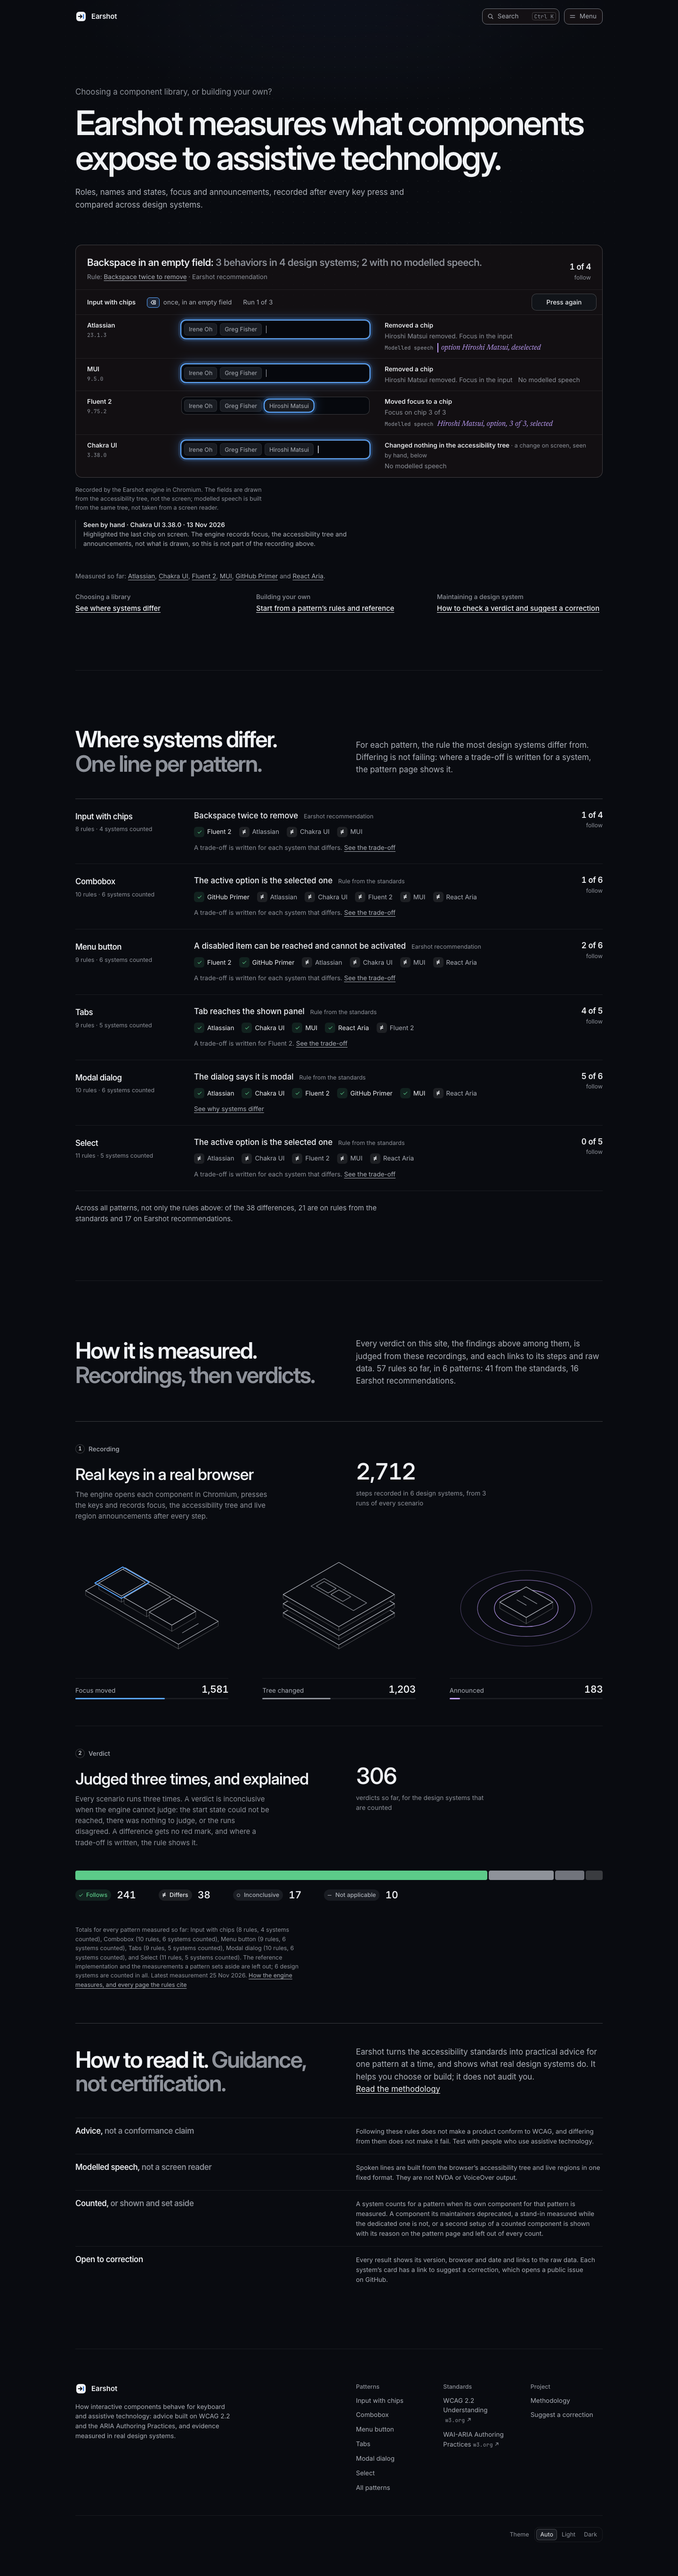 Earshot
Search
Ctrl K
Menu
Choosing a component library, or building your own?
Earshot measures what components
expose to assistive technology.
Roles, names and states, focus and announcements, recorded after every key press and
compared across design systems.
Backspace in an empty field: 3 behaviors in 4 design systems; 2 with no modelled speech.
1 of 4
Rule: Backspace twice to remove · Earshot recommendation
follow
Input with chips
once, in an empty field
Run 1 of 3
Press again
Atlassian
23.1.3
Irene Oh
Greg Fisher
Removed a chip
Hiroshi Matsui removed. Focus in the input
Modelled speech option Hiroshi Matsui, deselected
MUI
9.5.0
Irene Oh
Greg Fisher
Removed a chip
Hiroshi Matsui removed. Focus in the input No modelled speech
Fluent 2
9.75.2
Irene Oh
Greg Fisher
Hiroshi Matsui
Moved focus to a chip
Focus on chip 3 of 3
Modelled speech Hiroshi Matsui, option, 3 of 3, selected
Chakra UI
3.38.0
Irene Oh
Greg Fisher
Hiroshi Matsui
Changed nothing in the accessibility tree · a change on screen, seen
by hand, below
No modelled speech
Recorded by the Earshot engine in Chromium. The fields are drawn
from the accessibility tree, not the screen; modelled speech is built
from the same tree, not taken from a screen reader.
Seen by hand · Chakra UI 3.38.0 · 13 Nov 2026
Highlighted the last chip on screen. The engine records focus, the accessibility tree and
announcements, not what is drawn, so this is not part of the recording above.
Measured so far: Atlassian, Chakra UI, Fluent 2, MUI, GitHub Primer and React Aria.
Choosing a library
See where systems differ
Building your own
Start from a pattern's rules and reference
Maintaining a design system
How to check a verdict and suggest a correction
Where systems differ.
One line per pattern.
For each pattern, the rule the most design systems differ from.
Differing is not failing: where a trade-off is written for a system,
the pattern page shows it.
Input with chips
8 rules · 4 systems counted
Backspace twice to remove Earshot recommendation
Fluent 2
Atlassian
Chakra UI
MUI
A trade-off is written for each system that differs. See the trade-off
1 of 4
follow
Combobox
10 rules · 6 systems counted
The active option is the selected one Rule from the standards
GitHub Primer
Atlassian
Chakra UI
Fluent 2
MUI
React Aria
A trade-off is written for each system that differs. See the trade-off
1 of 6
follow
Menu button
9 rules · 6 systems counted
A disabled item can be reached and cannot be activated Earshot recommendation
Fluent 2
GitHub Primer
Atlassian
Chakra UI
MUI
React Aria
A trade-off is written for each system that differs. See the trade-off
2 of 6
follow
Tabs
9 rules · 5 systems counted
Tab reaches the shown panel Rule from the standards
Atlassian
Chakra UI
MUI
React Aria
Fluent 2
A trade-off is written for Fluent 2. See the trade-off
4 of 5
follow
Modal dialog
10 rules · 6 systems counted
The dialog says it is modal Rule from the standards
Atlassian
Chakra UI
Fluent 2
GitHub Primer
MUI
React Aria
See why systems differ
5 of 6
follow
Select
11 rules · 5 systems counted
The active option is the selected one Rule from the standards
Atlassian
Chakra UI
Fluent 2
MUI
React Aria
A trade-off is written for each system that differs. See the trade-off
0 of 5
follow
Across all patterns, not only the rules above: of the 38 differences, 21 are on rules from the
standards and 17 on Earshot recommendations.
How it is measured.
Recordings, then verdicts.
Every verdict on this site, the findings above among them, is
judged from these recordings, and each links to its steps and raw
data. 57 rules so far, in 6 patterns: 41 from the standards, 16
Earshot recommendations.
1 Recording
Real keys in a real browser
The engine opens each component in Chromium, presses
the keys and records focus, the accessibility tree and live
region announcements after every step.
2,712
steps recorded in 6 design systems, from 3
runs of every scenario
Focus moved 1,581
Tree changed 1,203
Announced 183
2 Verdict
Judged three times, and explained
Every scenario runs three times. A verdict is Inconclusive
when the engine cannot judge: the start state could not be
reached, there was nothing to judge, or the runs
disagreed. A difference gets no red mark, and where a
trade-off is written, the rule shows it.
306
verdicts so far, for the design systems that
are counted
Follows 241
Differs 38
Inconclusive 17
Not applicable 10
Totals for every pattern measured so far: Input with chips (8 rules, 4 systems
counted), Combobox (10 rules, 6 systems counted), Menu button (9 rules, 6
systems counted), Tabs (9 rules, 5 systems counted), Modal dialog (10 rules, 6
systems counted), and Select (11 rules, 5 systems counted). The reference
implementation and the measurements a pattern sets aside are left out; 6 design
systems are counted in all. Latest measurement 25 Nov 2026. How the engine
measures, and every page the rules cite
How to read it. Guidance,
not certification.
Earshot turns the accessibility standards into practical advice for
one pattern at a time, and shows what real design systems do. It
helps you choose or build; it does not audit you.
Read the methodology
Advice, not a conformance claim
Following these rules does not make a product conform to WCAG, and differing
from them does not make it fail. Test with people who use assistive technology.
Modelled speech, not a screen reader
Spoken lines are built from the browser's accessibility tree and live regions in one
fixed format. They are not NVDA or VoiceOver output.
Counted, or shown and set aside
A system counts for a pattern when its own component for that pattern is
measured. A component its maintainers deprecated, a stand-in measured while
the dedicated one is not, or a second setup of a counted component is shown
with its reason on the pattern page and left out of every count.
Open to correction
Every result shows its version, browser and date and links to the raw data. Each
system's card has a link to suggest a correction, which opens a public issue
on GitHub.
Earshot
How interactive components behave for keyboard
and assistive technology: advice built on WCAG 2.2
and the ARIA Authoring Practices, and evidence
measured in real design systems.
Patterns
Input with chips
Combobox
Menu button
Tabs
Modal dialog
Select
All patterns
Standards
WCAG 2.2
Understanding
w3.org ↗
WAI-ARIA Authoring
Practices w3.org ↗
Project
Methodology
Suggest a correction
Theme
Auto
Light
Dark